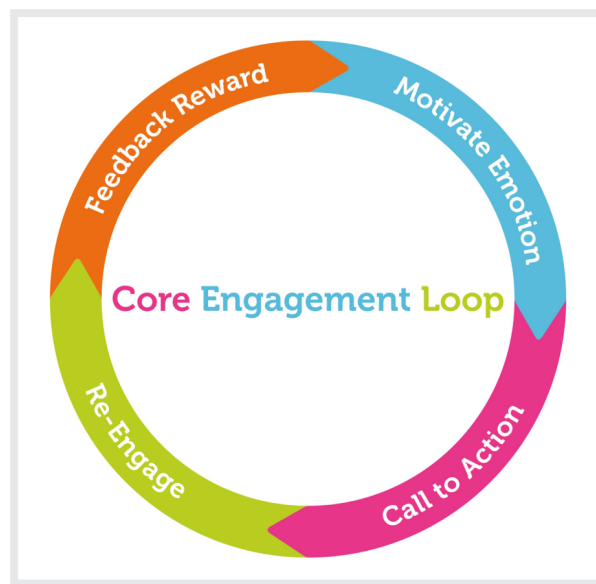 Feedback Reward
Motivate Emotion
Core Engagement Loop
Re-Engage
Call to Action